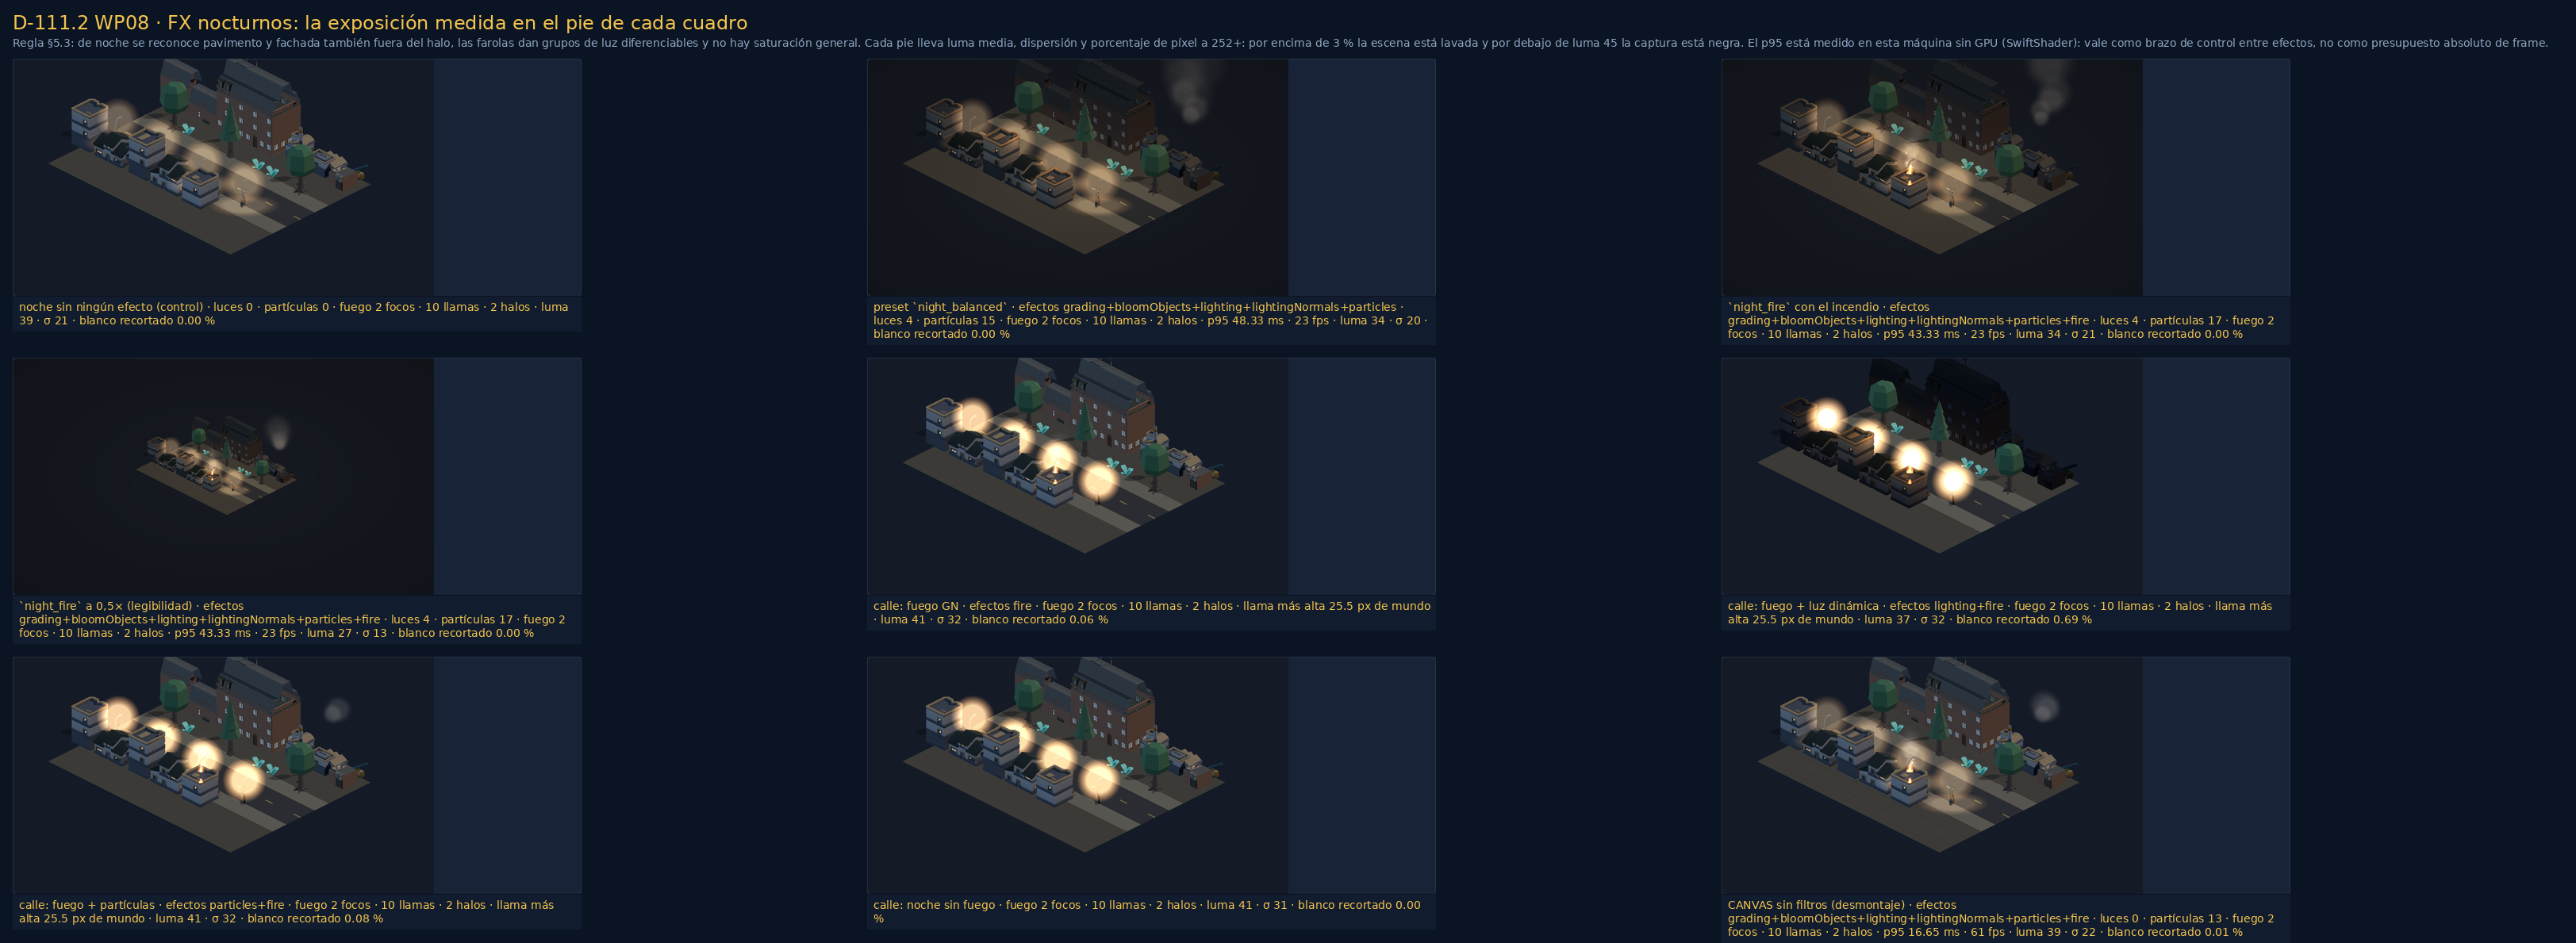 D-111.2 WP08 · FX nocturnos: la exposición medida en el pie de cada cuadro
Regla §5.3: de noche se reconoce pavimento y fachada también fuera del halo, las farolas dan grupos de luz diferenciables y no hay saturación general. Cada pie lleva luma media, dispersión y porcentaje de píxel a 252+: por encima de 3 % la escena está lavada y por debajo de luma 45 la captura está negra. El p95 está medido en esta máquina sin GPU (SwiftShader): vale como brazo de control entre efectos, no como presupuesto absoluto de frame.
noche sin ningún efecto (control) · luces 0 · partículas 0 · fuego 2 focos · 10 llamas · 2 halos · luma
39 · σ 21 · blanco recortado 0.00 %
preset `night_balanced` · efectos grading+bloomObjects+lighting+lightingNormals+particles ·
luces 4 · partículas 15 · fuego 2 focos · 10 llamas · 2 halos · p95 48.33 ms · 23 fps · luma 34 · σ 20 ·
blanco recortado 0.00 %
`night_fire` con el incendio · efectos
grading+bloomObjects+lighting+lightingNormals+particles+fire · luces 4 · partículas 17 · fuego 2
focos · 10 llamas · 2 halos · p95 43.33 ms · 23 fps · luma 34 · σ 21 · blanco recortado 0.00 %
`night_fire` a 0,5× (legibilidad) · efectos
grading+bloomObjects+lighting+lightingNormals+particles+fire · luces 4 · partículas 17 · fuego 2
focos · 10 llamas · 2 halos · p95 43.33 ms · 23 fps · luma 27 · σ 13 · blanco recortado 0.00 %
calle: fuego GN · efectos fire · fuego 2 focos · 10 llamas · 2 halos · llama más alta 25.5 px de mundo
· luma 41 · σ 32 · blanco recortado 0.06 %
calle: fuego + luz dinámica · efectos lighting+fire · fuego 2 focos · 10 llamas · 2 halos · llama más
alta 25.5 px de mundo · luma 37 · σ 32 · blanco recortado 0.69 %
calle: fuego + partículas · efectos particles+fire · fuego 2 focos · 10 llamas · 2 halos · llama más
alta 25.5 px de mundo · luma 41 · σ 32 · blanco recortado 0.08 %
calle: noche sin fuego · fuego 2 focos · 10 llamas · 2 halos · luma 41 · σ 31 · blanco recortado 0.00
%
CANVAS sin filtros (desmontaje) · efectos
grading+bloomObjects+lighting+lightingNormals+particles+fire · luces 0 · partículas 13 · fuego 2
focos · 10 llamas · 2 halos · p95 16.65 ms · 61 fps · luma 39 · σ 22 · blanco recortado 0.01 %